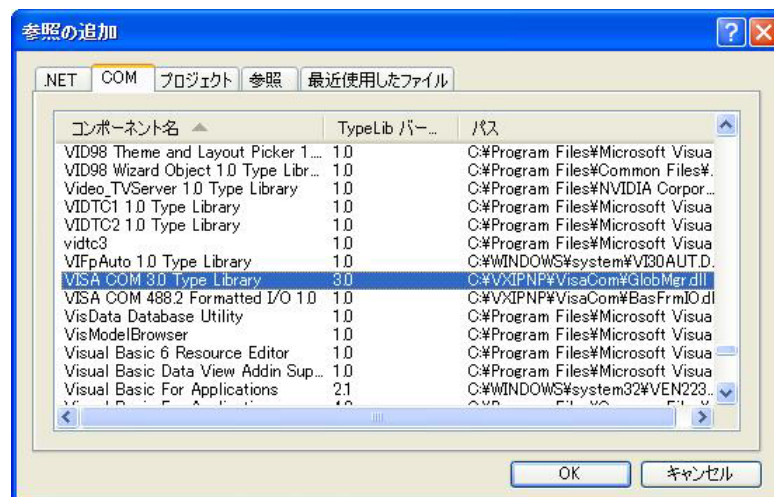 参照の追加
.NET COM プロジェクト 参照 最近使用したファイル
コンポーネント名 TypeLib バー... パス
VID98 Theme and Layout Picker 1.... 1.0 C:¥Program Files¥Microsoft Visua
VID98 Wizard Object 1.0 Type Libr... 1.0 C:¥Program Files¥Common Files¥.
Video_TVServer 1.0 Type Library 1.0 C:¥Program Files¥NVIDIA Corpor...
VIDTC1 1.0 Type Library 1.0 C:¥Program Files¥Microsoft Visua
VIDTC2 1.0 Type Library 1.0 C:¥Program Files¥Microsoft Visua
vidtc3 1.0 C:¥Program Files¥Microsoft Visua
VIFpAuto 1.0 Type Library 1.0 C:¥WINDOWS¥system¥VI30AUT.D.
VISA COM 3.0 Type Library 3.0 C:¥VXIPNP¥VisaCom¥GlobMgr.dll
VISA COM 488.2 Formatted I/O 1.0 1.0 C:¥VXIPNP¥VisaCom¥BasFrmIO.dl
VisData Database Utility 1.0 C:¥Program Files¥Microsoft Visua
VisModelBrowser 1.0 C:¥Program Files¥Microsoft Visua
Visual Basic 6 Resource Editor 1.0 C:¥Program Files¥Microsoft Visua
Visual Basic Data View Addin Sup... 1.0 C:¥Program Files¥Microsoft Visua
Visual Basic For Applications 2.1 C:¥WINDOWS¥system32¥VEN223..
OK キャンセル